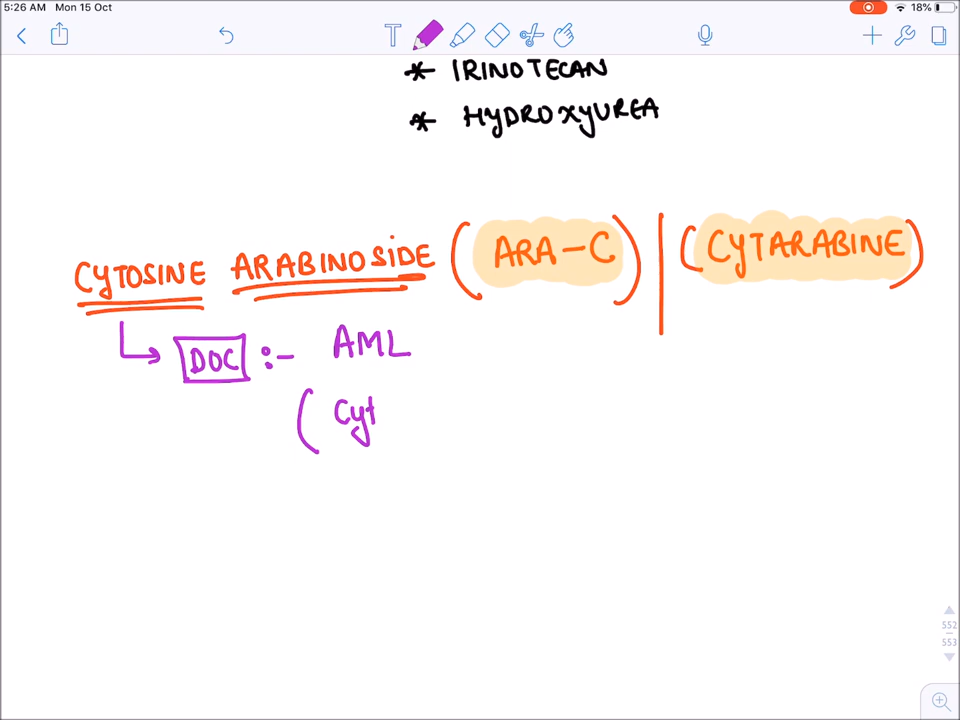 5:26 AM Mon 15 Oct 18%
T
* IRINOTECAN
* HYDROXYUREA
CYTOSINE ARABINOSIDE (ARA-C) | (CYTARABINE)
DOC :- AML
( Cyt
552
553